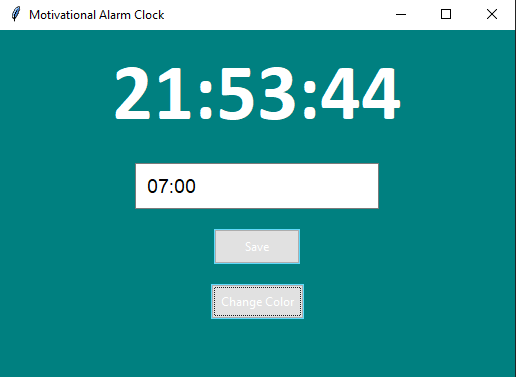 Motivational Alarm Clock
21:53:44
07:00
Save
Change Color